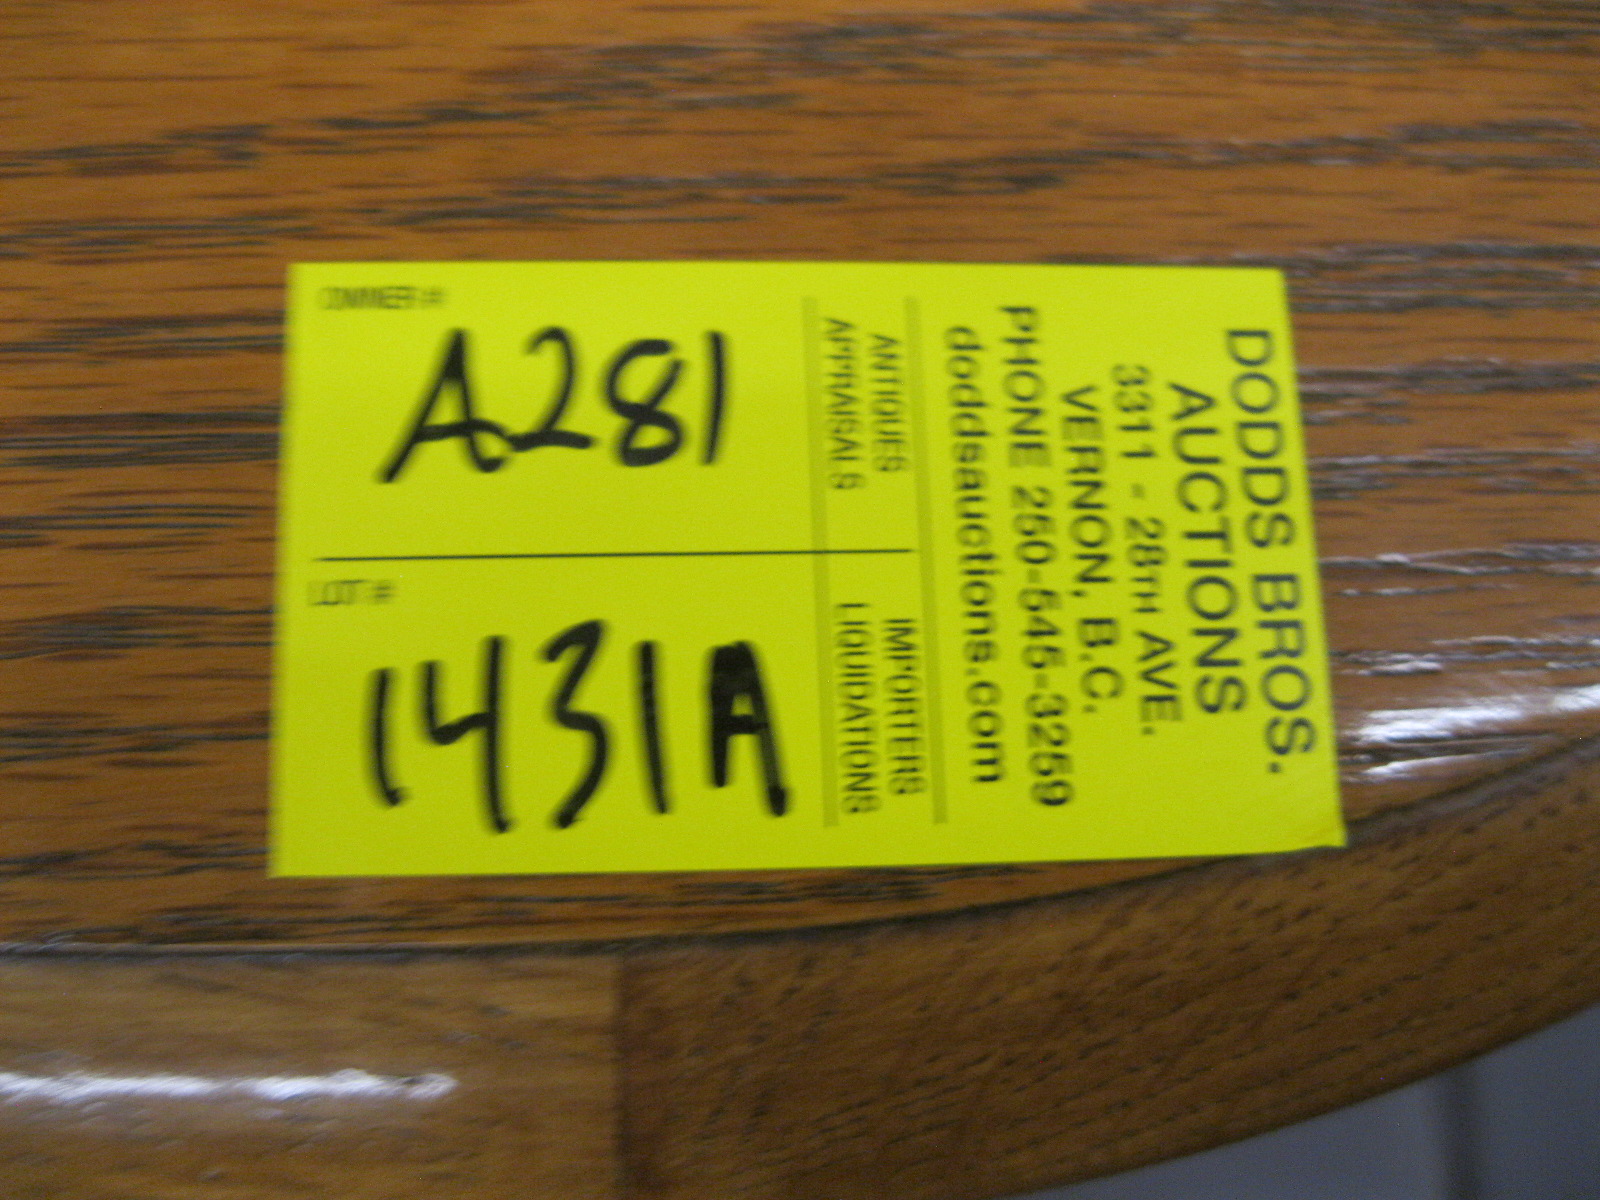 DODDS BROS.
AUCTIONS
3311 - 28TH AVE.
VERNON, B.C.
PHONE 250-545-3259
doddsauctions.com
ANTIQUES
APPRAISALS
IMPORTERS
LIQUIDATIONS
OWNER #
A281
LOT #
1431A